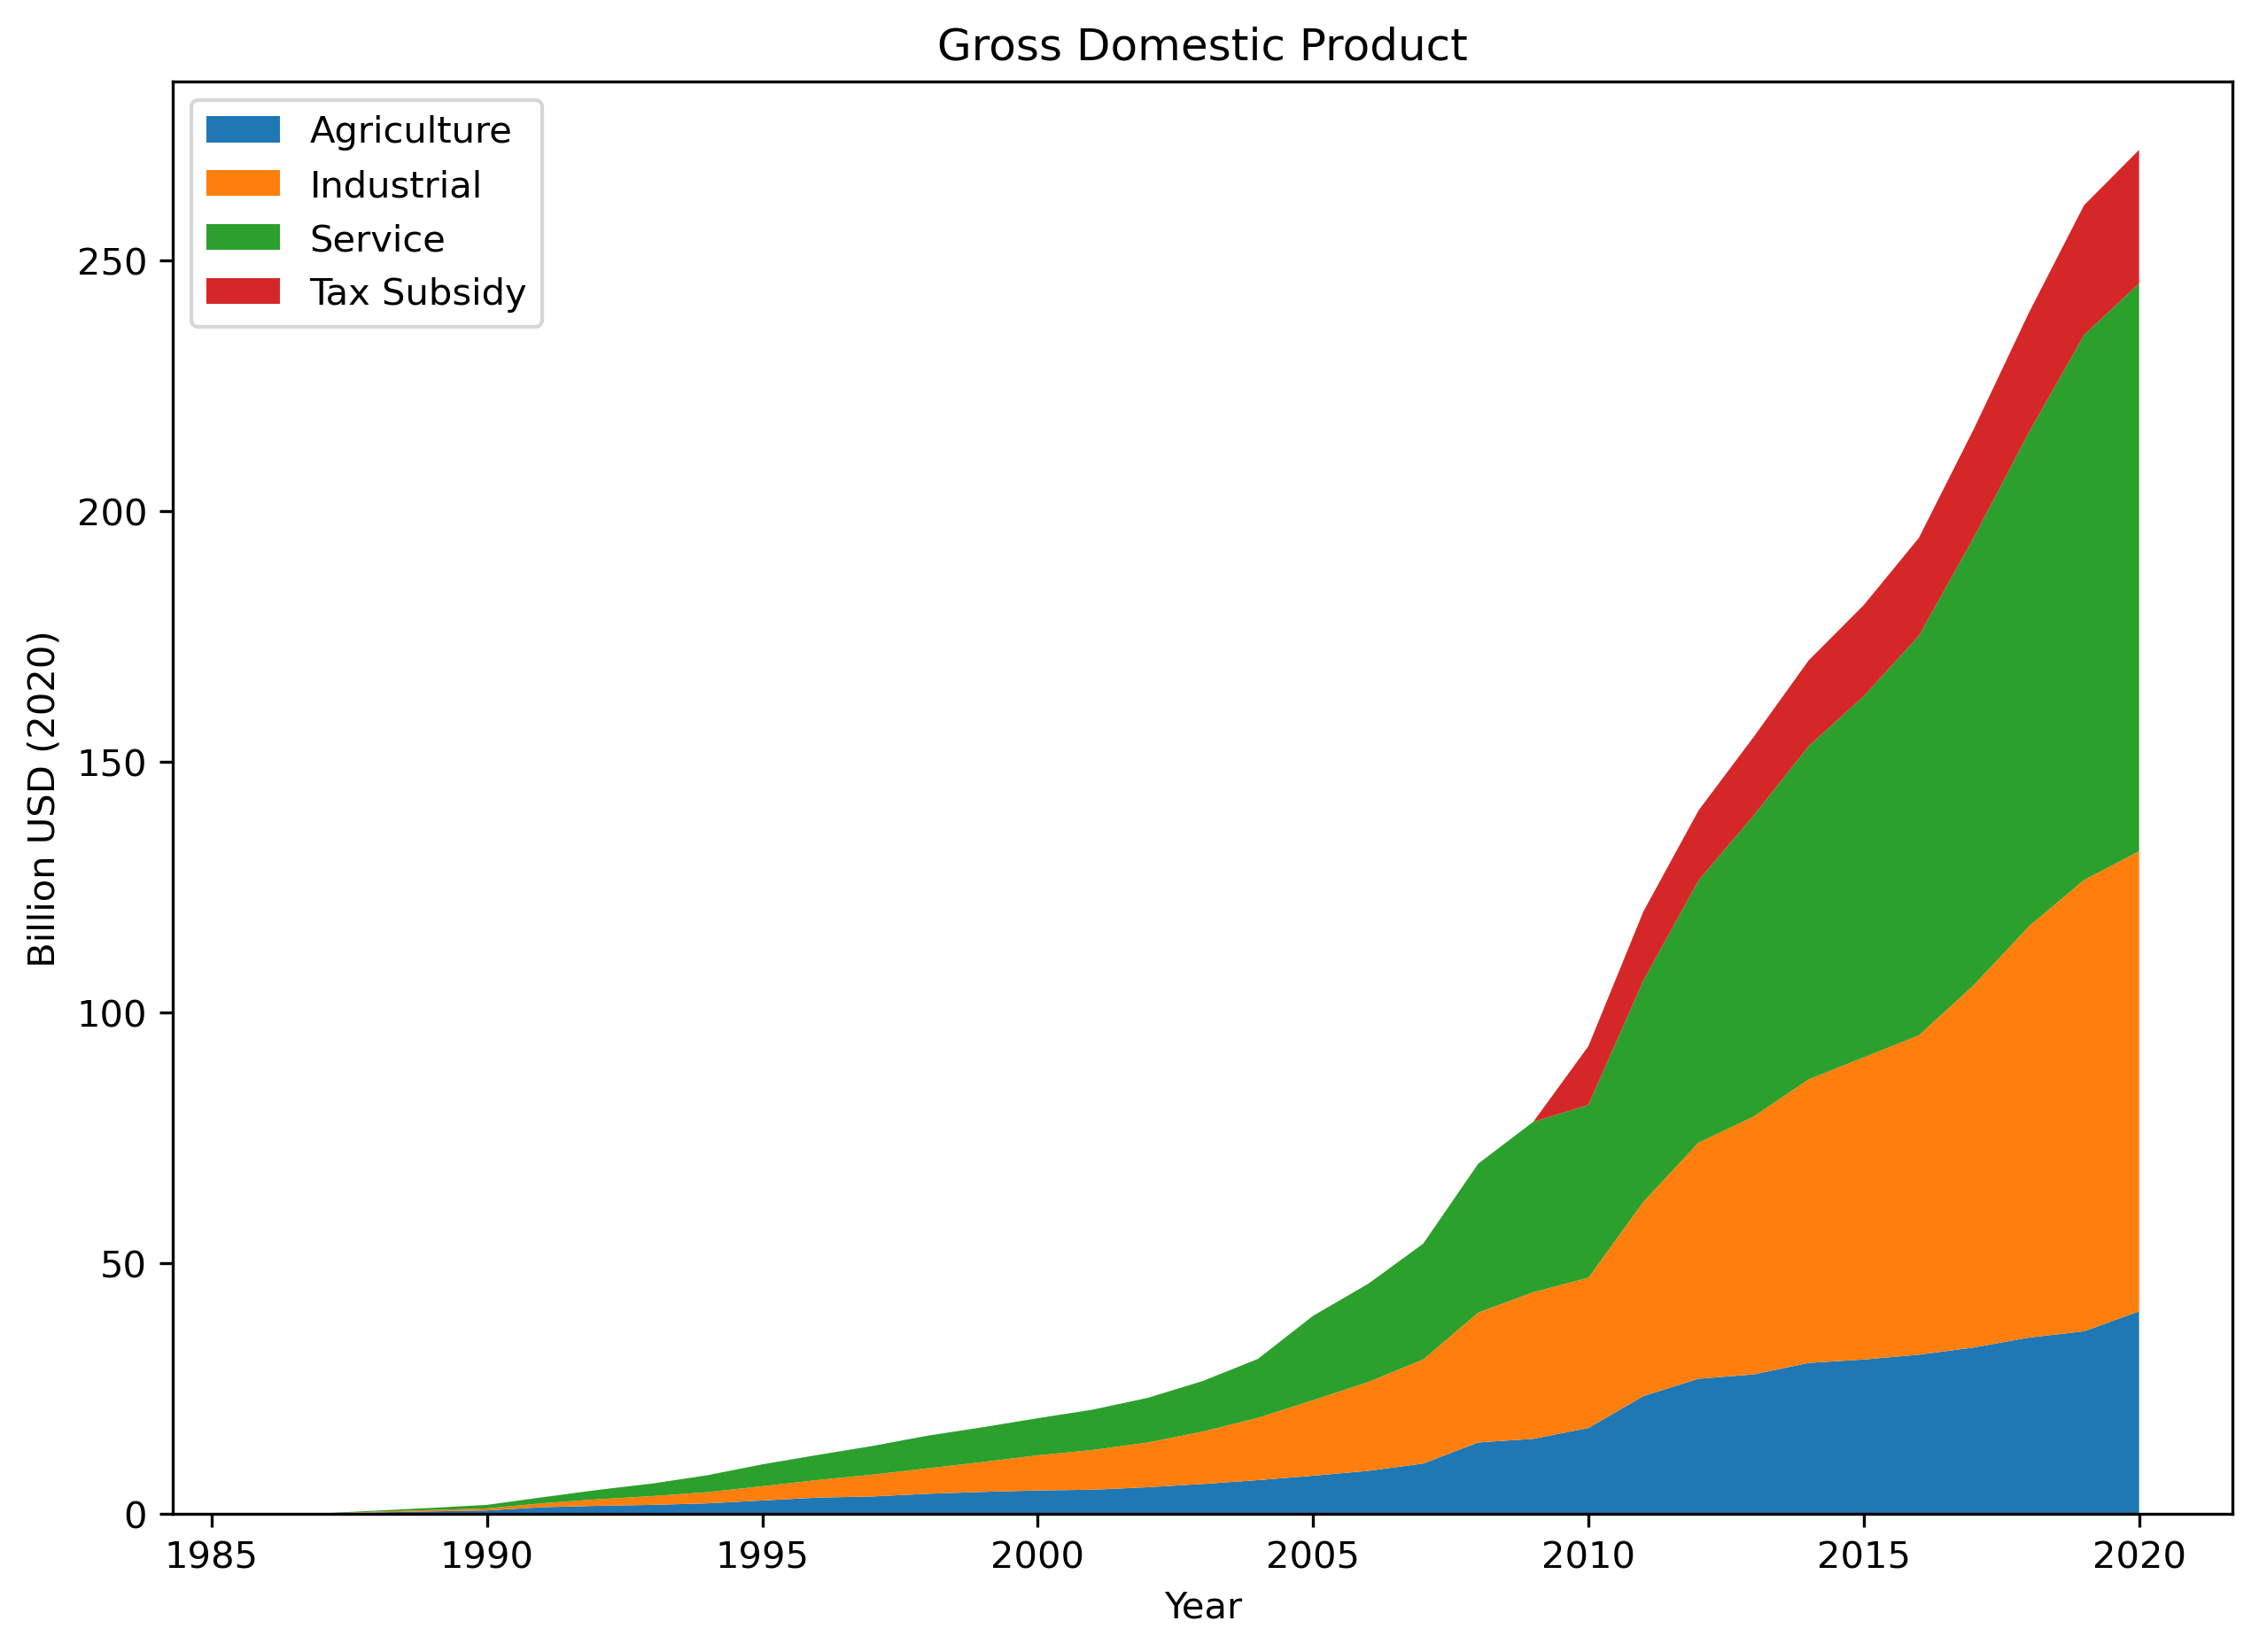 Gross Domestic Product
Agriculture
Industrial
Service
Tax Subsidy
250
200
150
100
50
0
Billion USD (2020)
1985 1990 1995 2000 2005 2010 2015 2020
Year